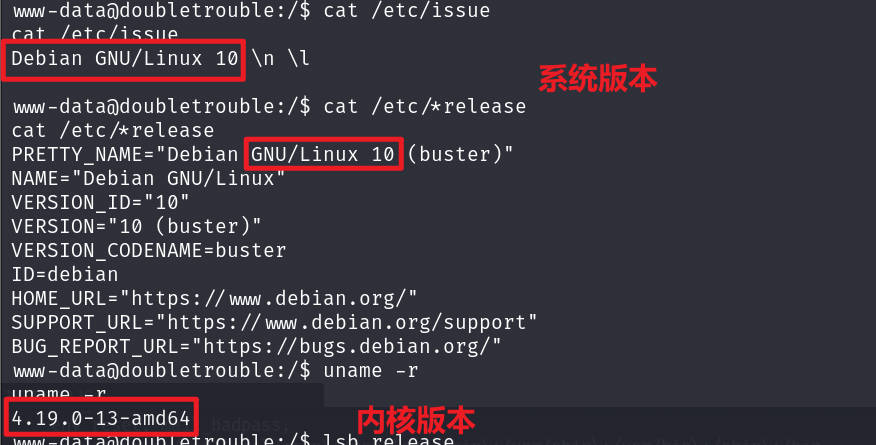 www-data@doubletrouble:/$ cat /etc/issue
cat /etc/issue
Debian GNU/Linux 10 \n \l
系统版本
www-data@doubletrouble:/$ cat /etc/*release
cat /etc/*release
PRETTY_NAME="Debian GNU/Linux 10 (buster)"
NAME="Debian GNU/Linux"
VERSION_ID="10"
VERSION="10 (buster)"
VERSION_CODENAME=buster
ID=debian
HOME_URL="https://www.debian.org/"
SUPPORT_URL="https://www.debian.org/support"
BUG_REPORT_URL="https://bugs.debian.org/"
www-data@doubletrouble:/$ uname -r
uname -r
4.19.0-13-amd64
Badpass.
内核版本
www-data@doubletrouble:/$ lsb_release